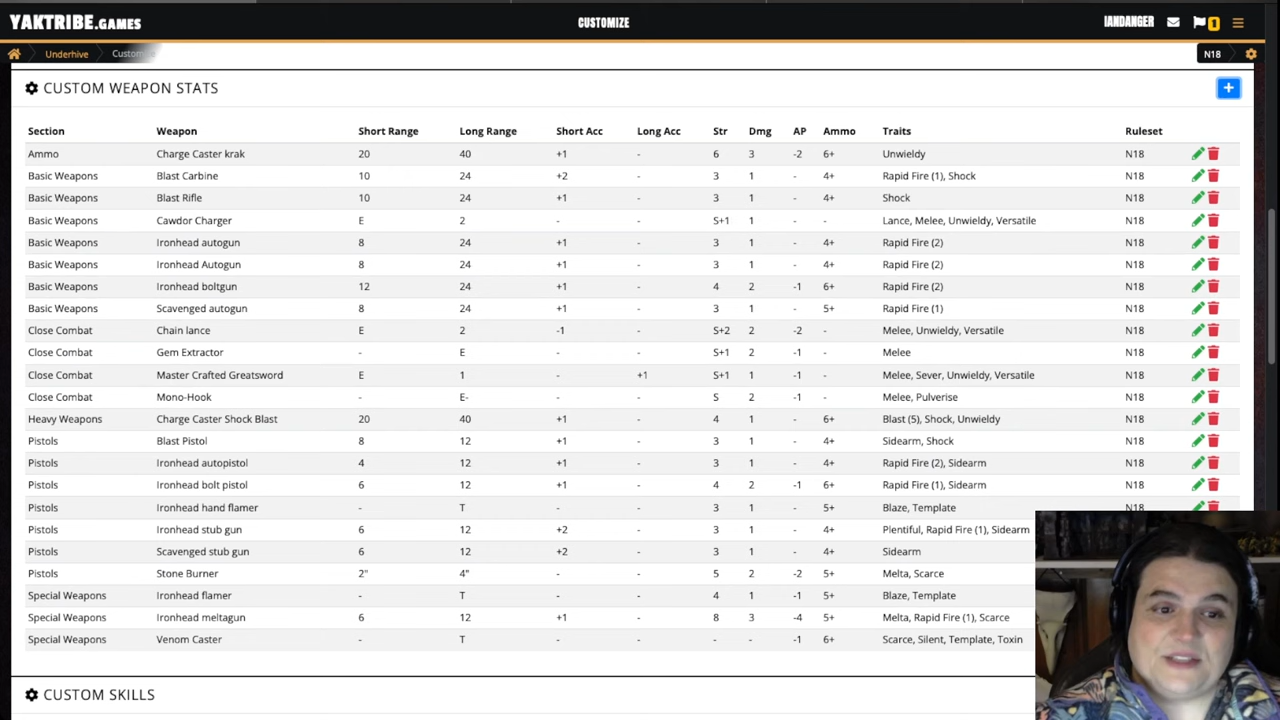 YAKTRIBE.GAMES CUSTOMIZE IANDANGER 1
Underhive Custom N18
CUSTOM WEAPON STATS +
Section Weapon Short Range Long Range Short Acc Long Acc Str Dmg AP Ammo Traits Ruleset
Ammo Charge Caster krak 20 40 +1 - 6 3 -2 6+ Unwieldy N18
Basic Weapons Blast Carbine 10 24 +2 - 3 1 - 4+ Rapid Fire (1), Shock N18
Basic Weapons Blast Rifle 10 24 +1 - 3 1 - 4+ Shock N18
Basic Weapons Cawdor Charger E 2 - - S+1 1 - - Lance, Melee, Unwieldy, Versatile N18
Basic Weapons Ironhead autogun 8 24 +1 - 3 1 - 4+ Rapid Fire (2) N18
Basic Weapons Ironhead Autogun 8 24 +1 - 3 1 - 4+ Rapid Fire (2) N18
Basic Weapons Ironhead boltgun 12 24 +1 - 4 2 -1 6+ Rapid Fire (2) N18
Basic Weapons Scavenged autogun 8 24 +1 - 3 1 - 5+ Rapid Fire (1) N18
Close Combat Chain lance E 2 -1 - S+2 2 -2 - Melee, Unwieldy, Versatile N18
Close Combat Gem Extractor - E - - S+1 2 -1 - Melee N18
Close Combat Master Crafted Greatsword E 1 - +1 S+1 1 -1 - Melee, Sever, Unwieldy, Versatile N18
Close Combat Mono-Hook - E- - - S 2 -1 - Melee, Pulverise N18
Heavy Weapons Charge Caster Shock Blast 20 40 +1 - 4 1 - 6+ Blast (5), Shock, Unwieldy N18
Pistols Blast Pistol 8 12 +1 - 3 1 - 4+ Sidearm, Shock N18
Pistols Ironhead autopistol 4 12 +1 - 3 1 - 4+ Rapid Fire (2), Sidearm N18
Pistols Ironhead bolt pistol 6 12 +1 - 4 2 -1 6+ Rapid Fire (1), Sidearm N18
Pistols Ironhead hand flamer - T - - 3 1 - 5+ Blaze, Template N18
Pistols Ironhead stub gun 6 12 +2 - 3 1 - 4+ Plentiful, Rapid Fire (1), Sidearm
Pistols Scavenged stub gun 6 12 +2 - 3 1 - 4+ Sidearm
Pistols Stone Burner 2" 4" - - 5 2 -2 5+ Melta, Scarce
Special Weapons Ironhead flamer - T - - 4 1 -1 5+ Blaze, Template
Special Weapons Ironhead meltagun 6 12 +1 - 8 3 -4 5+ Melta, Rapid Fire (1), Scarce
Special Weapons Venom Caster - T - - - - -1 6+ Scarce, Silent, Template, Toxin
CUSTOM SKILLS